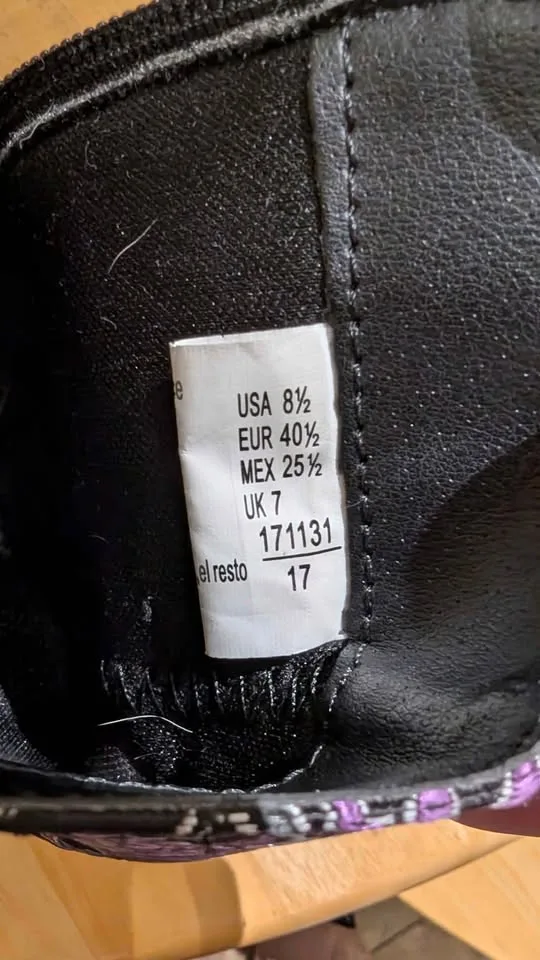 e
USA 8½
EUR 40½
MEX 25½
UK 7
171131
el resto 17